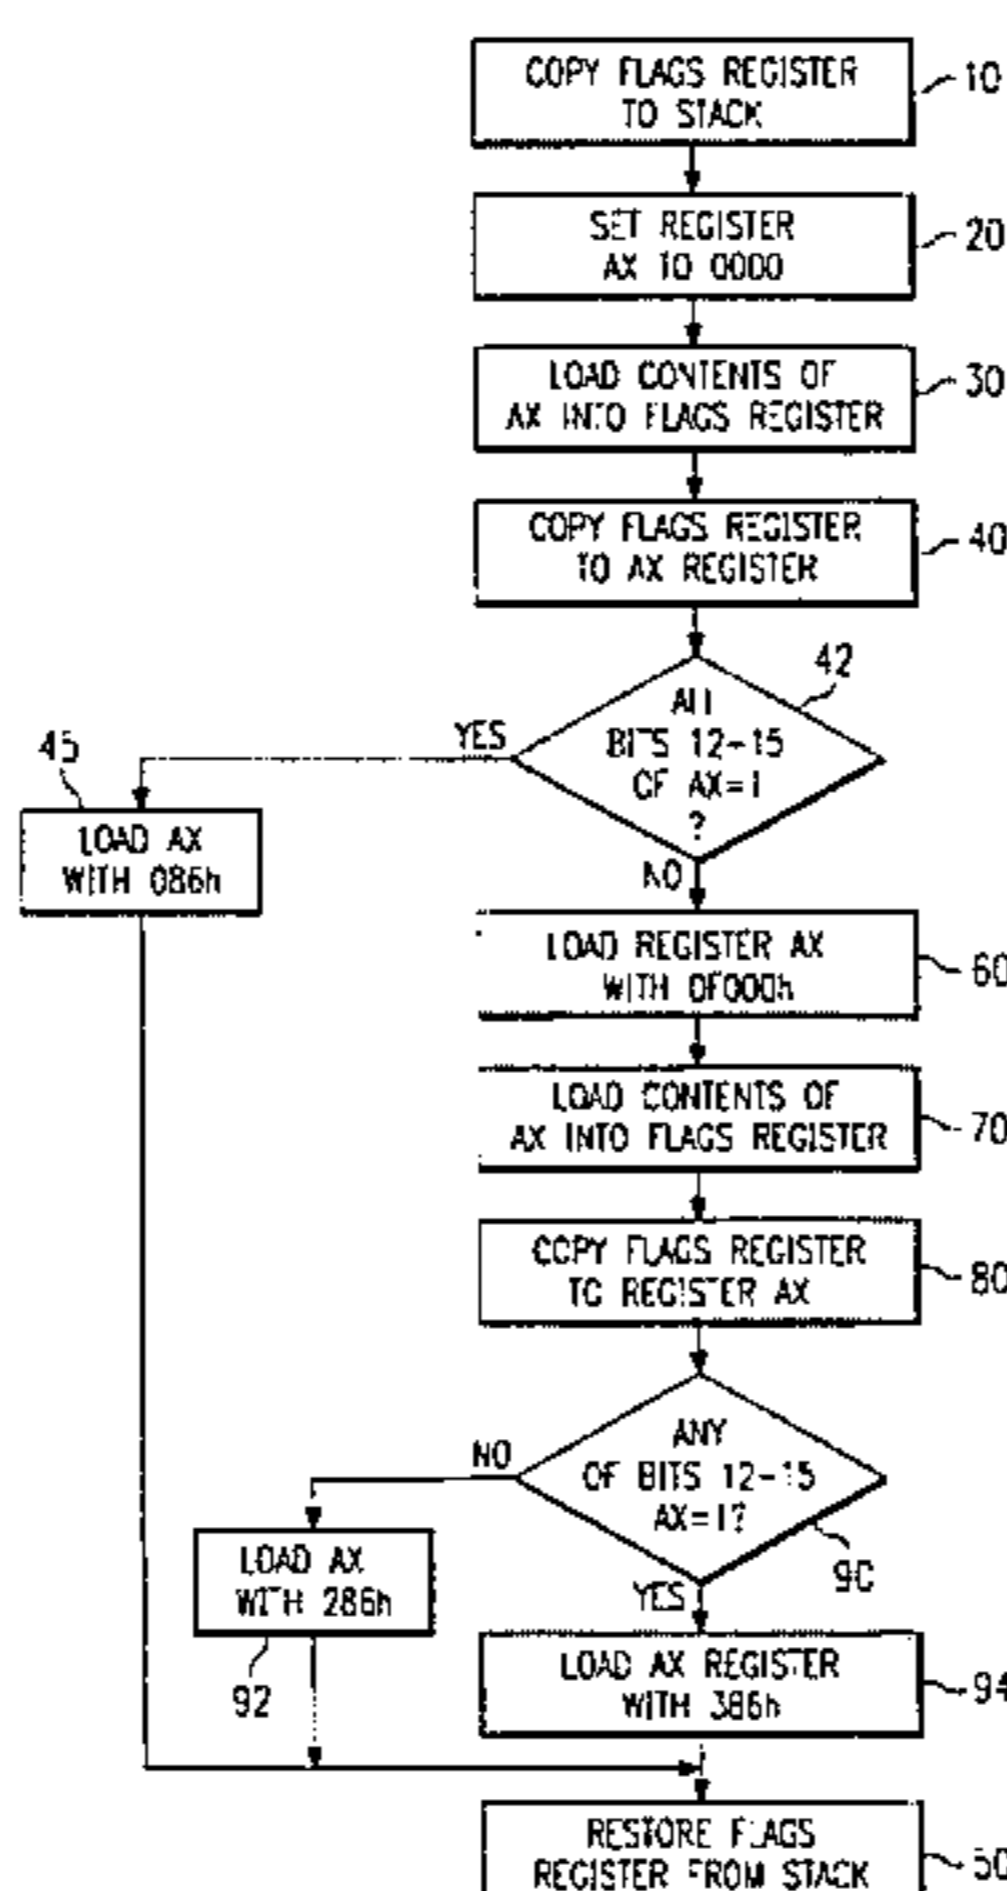 COPY FLAGS REGISTER
TO STACK
10
SET REGISTER
AX TO 0000
20
LOAD CONTENTS OF
AX INTO FLAGS REGISTER
30
COPY FLAGS REGISTER
TO AX REGISTER
40
ALL
BITS 12-15
OF AX=1
?
42
YES
NO
45
LOAD AX
WITH 086h
LOAD REGISTER AX
WITH 0F000h
60
LOAD CONTENTS OF
AX INTO FLAGS REGISTER
70
COPY FLAGS REGISTER
TO REGISTER AX
80
ANY
OF BITS 12-15
AX=1?
90
NO
YES
LOAD AX
WITH 286h
92
LOAD AX REGISTER
WITH 386h
94
RESTORE FLAGS
REGISTER FROM STACK
50